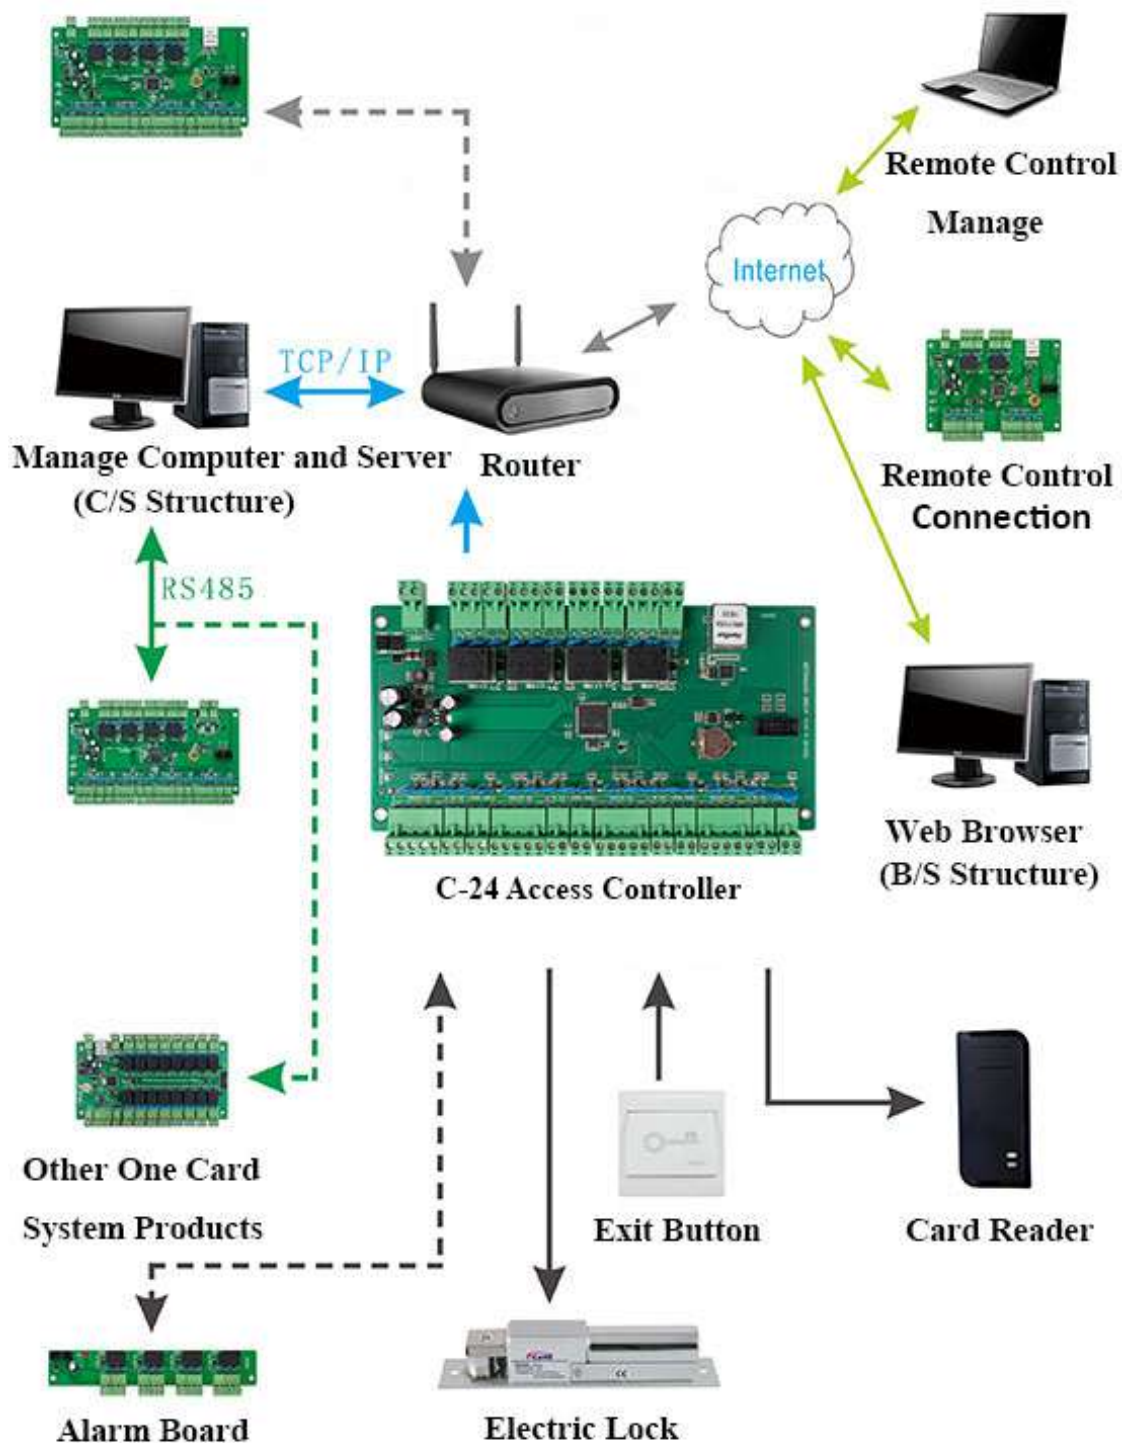 Remote Control
Manage
Internet
TCP/IP
Manage Computer and Server
(C/S Structure)
Router
Remote Control
Connection
RS485
C-24 Access Controller
Web Browser
(B/S Structure)
Other One Card
System Products
Exit Button
Card Reader
Alarm Board
Electric Lock